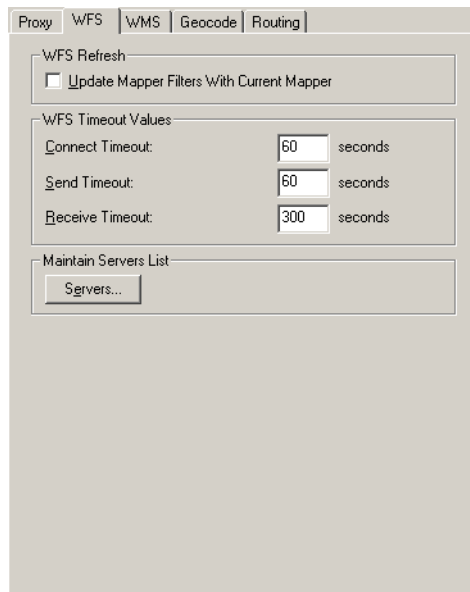 Proxy WFS WMS Geocode Routing
WFS Refresh
Update Mapper Filters With Current Mapper
WFS Timeout Values
Connect Timeout: 60 seconds
Send Timeout: 60 seconds
Receive Timeout: 300 seconds
Maintain Servers List
Servers...